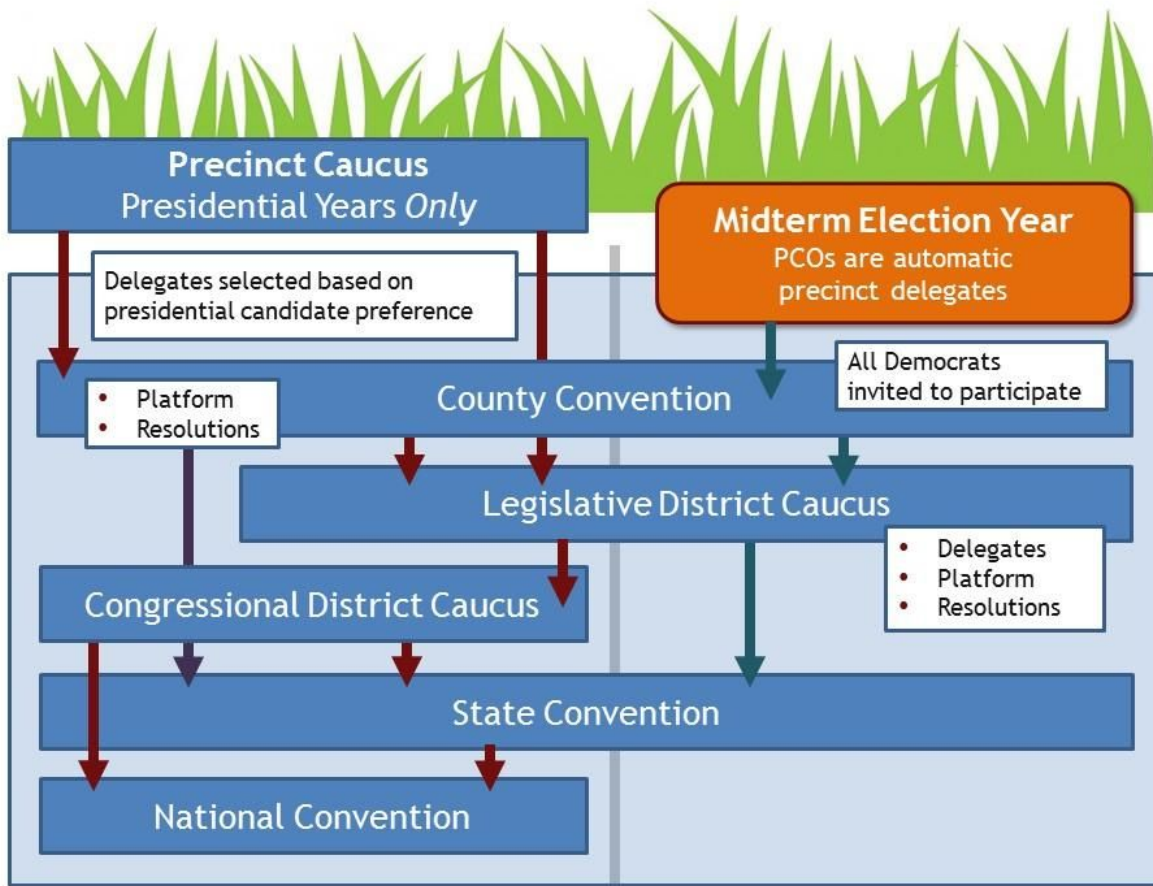 Precinct Caucus
Presidential Years Only
Midterm Election Year
PCOs are automatic
precinct delegates
Delegates selected based on
presidential candidate preference
All Democrats
invited to participate
County Convention
• Platform
• Resolutions
Legislative District Caucus
• Delegates
• Platform
• Resolutions
Congressional District Caucus
State Convention
National Convention